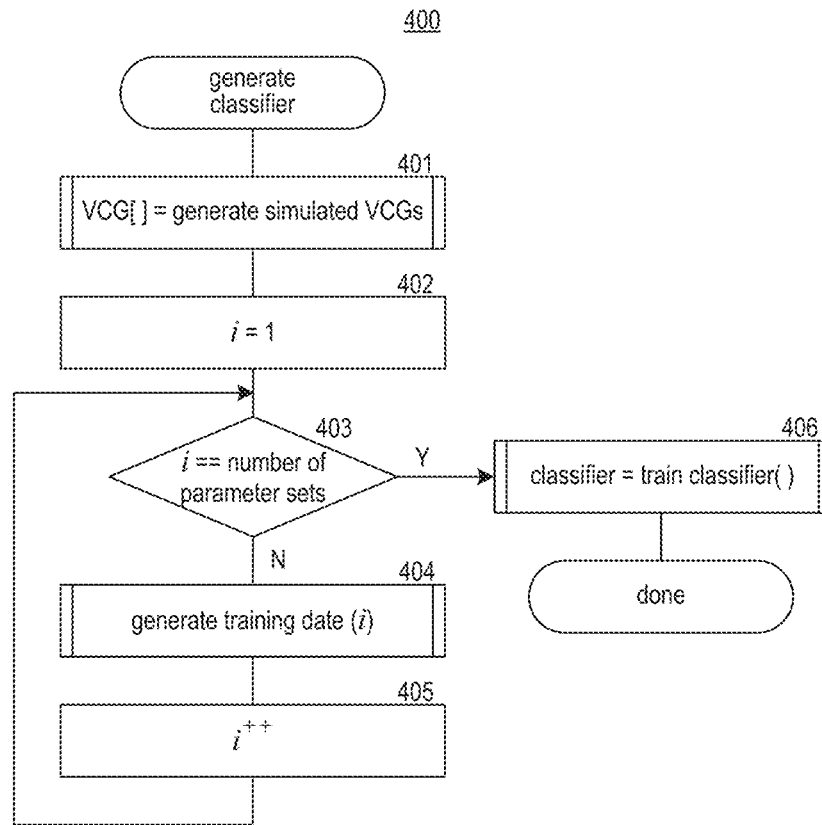 400
generate
classifier
401
VCG[ ] = generate simulated VCGs
402
i = 1
403
i == number of
parameter sets
Y
N
404
generate training date (i)
405
i++
406
classifier = train classifier( )
done